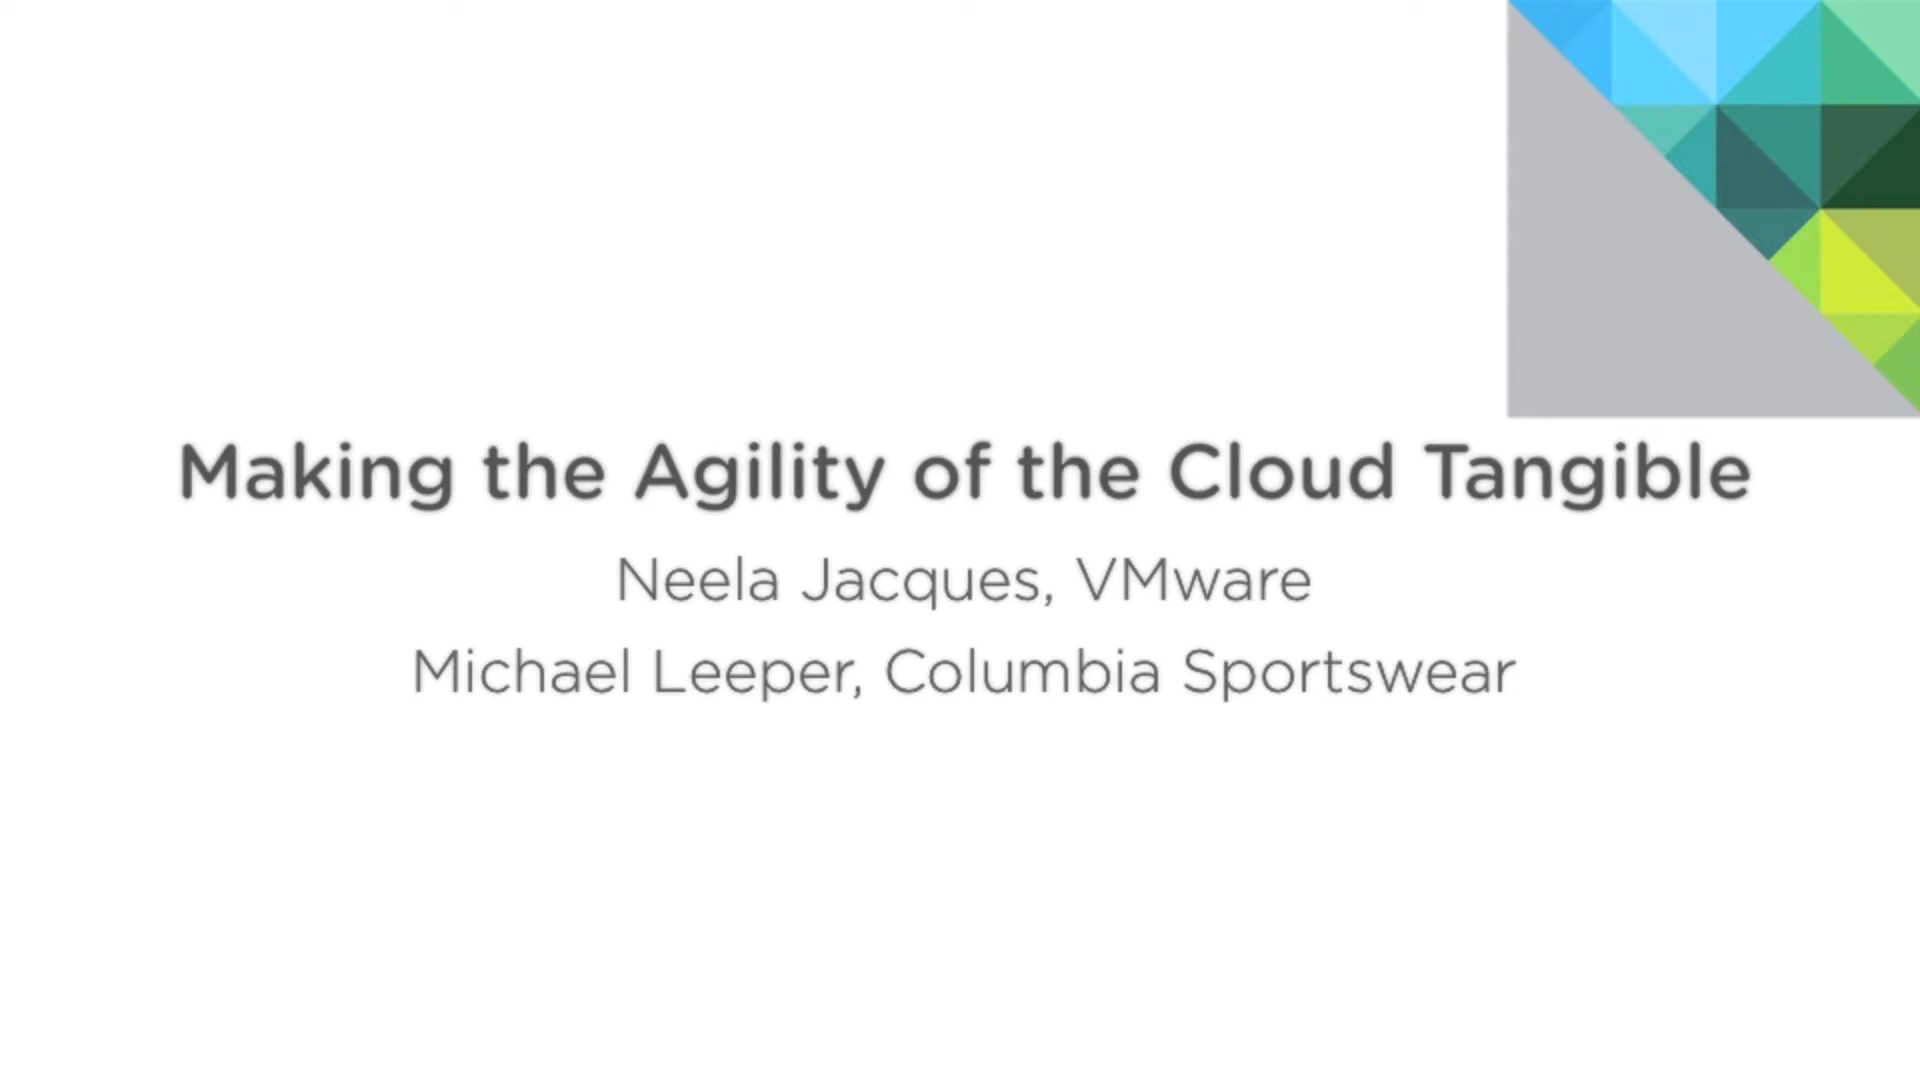 Making the Agility of the Cloud Tangible
Neela Jacques, VMware
Michael Leeper, Columbia Sportswear